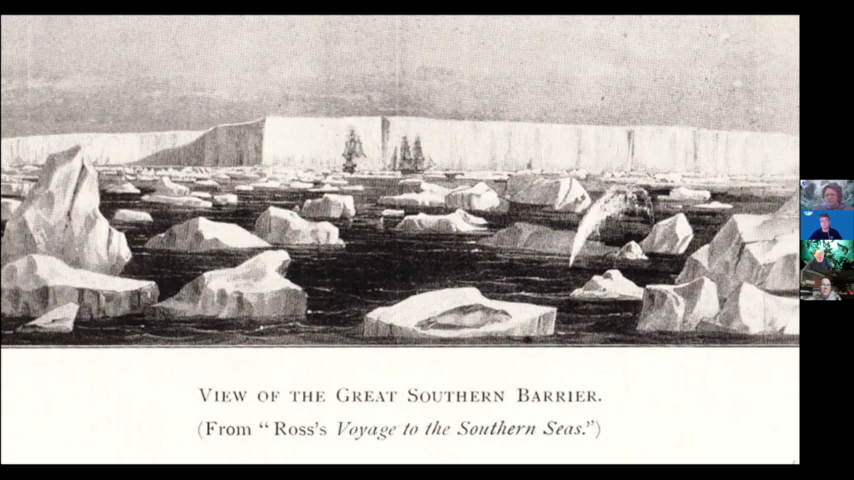 VIEW OF THE GREAT SOUTHERN BARRIER.
(From "Ross's Voyage to the Southern Seas.")